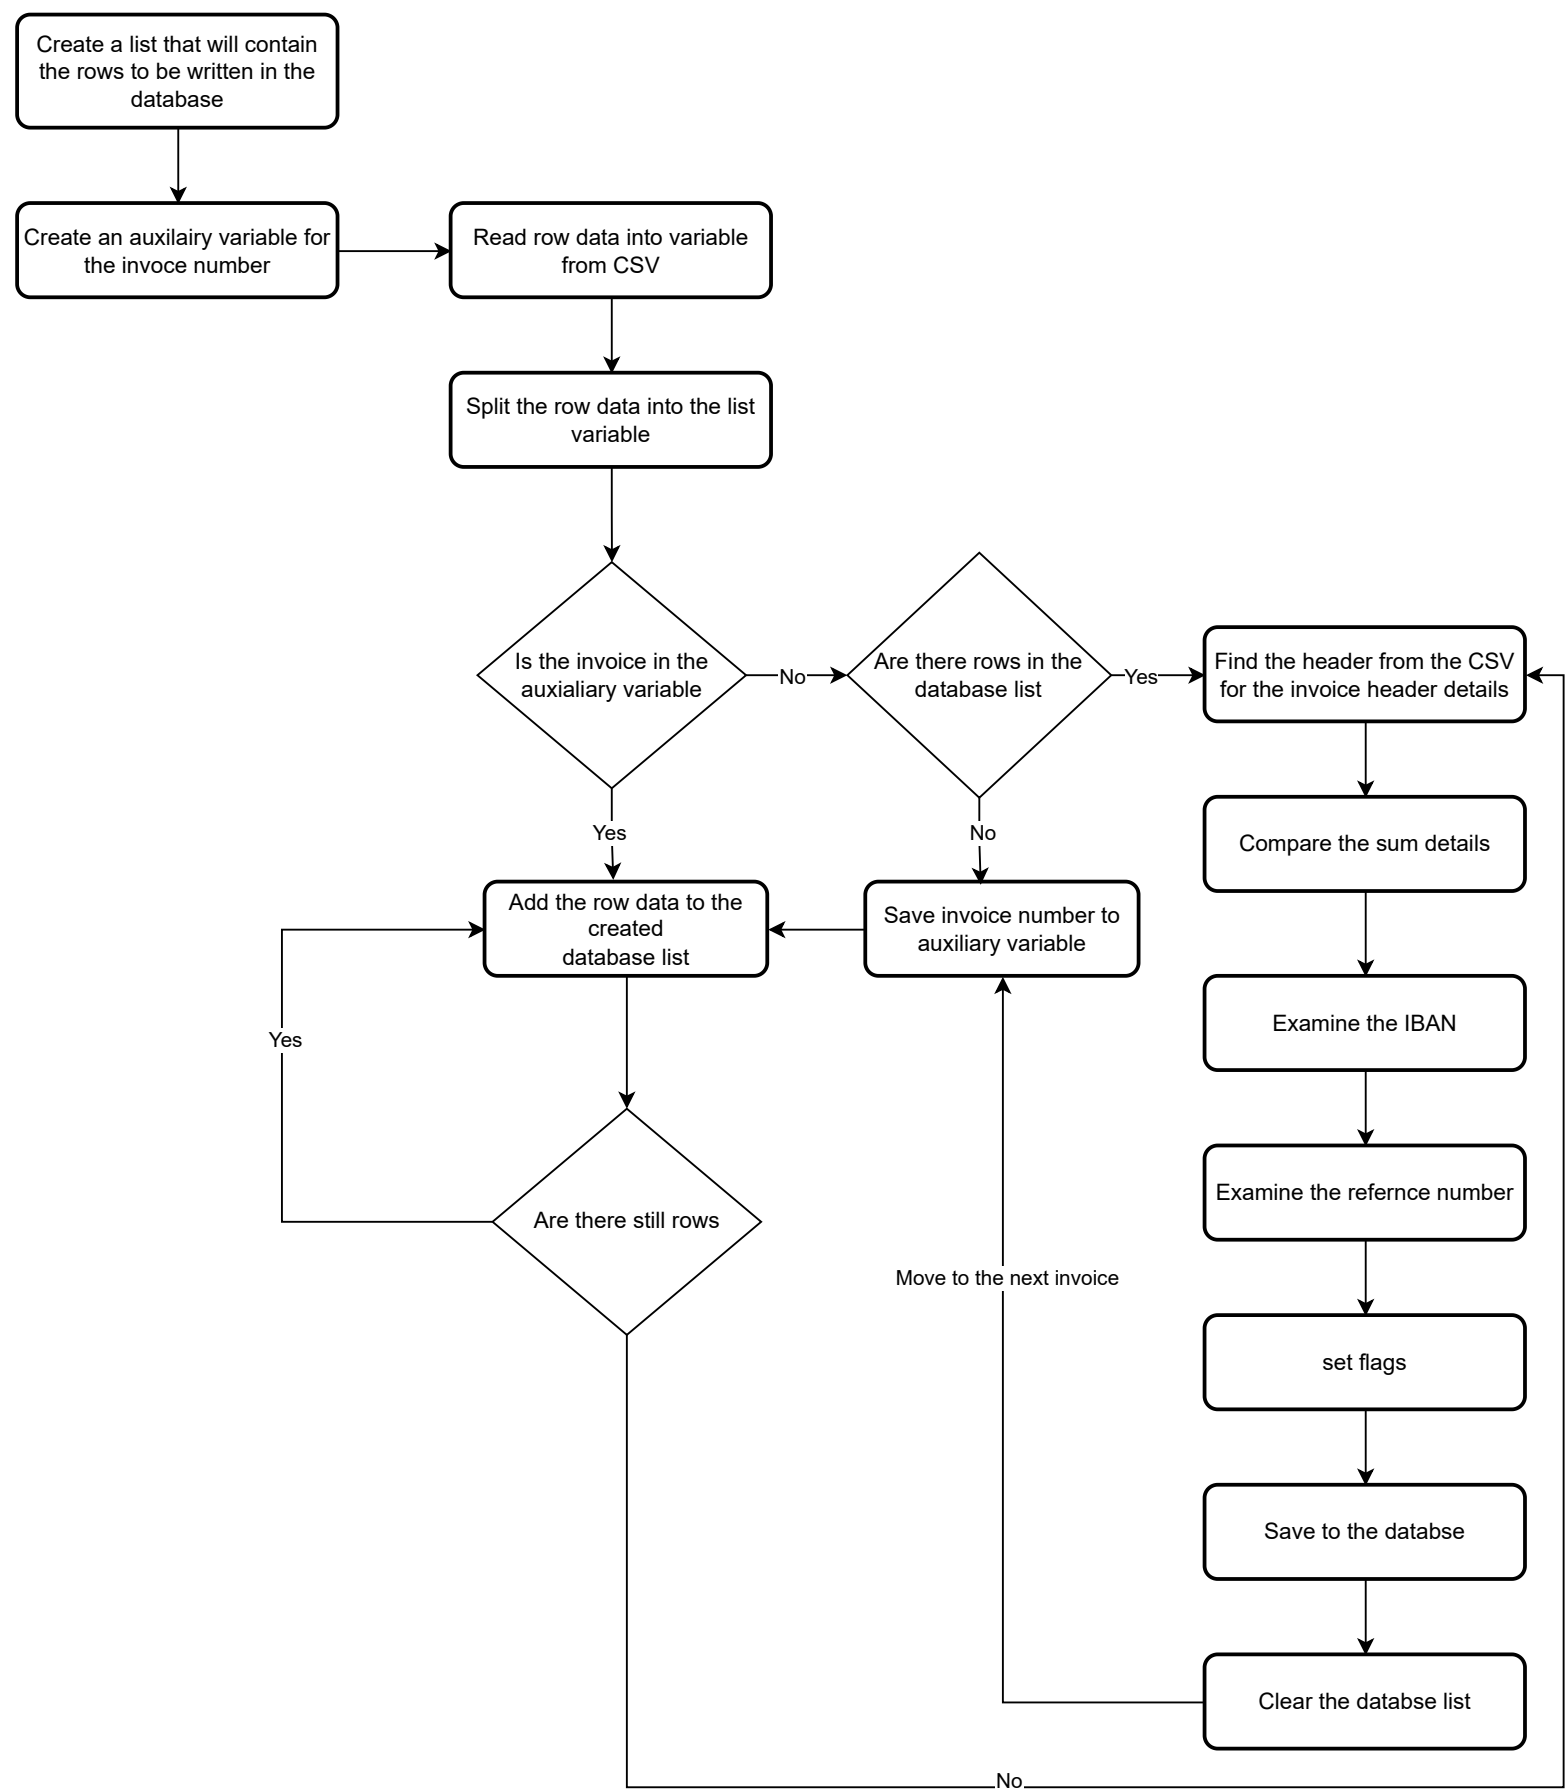 Create a list that will contain
the rows to be written in the
database
Create an auxilairy variable for
the invoce number
Read row data into variable
from CSV
Split the row data into the list
variable
Is the invoice in the
auxialiary variable
No
Are there rows in the
database list
Yes
Find the header from the CSV
for the invoice header details
Yes
No
Compare the sum details
Add the row data to the
created
database list
Save invoice number to
auxiliary variable
Examine the IBAN
Yes
Examine the refernce number
Are there still rows
Move to the next invoice
set flags
Save to the databse
Clear the databse list
No